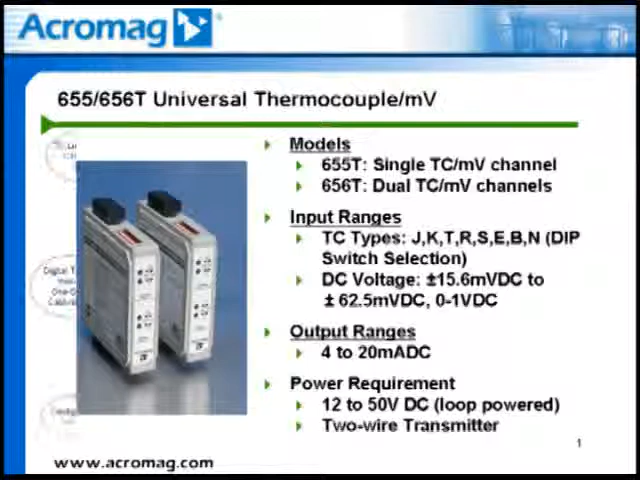 Acromag
655/656T Universal Thermocouple/mV
Models
655T: Single TC/mV channel
656T: Dual TC/mV channels
Input Ranges
TC Types: J,K,T,R,S,E,B,N (DIP
Switch Selection)
DC Voltage: ±15.6mVDC to
± 62.5mVDC, 0-1VDC
Output Ranges
4 to 20mADC
Power Requirement
12 to 50V DC (loop powered)
Two-wire Transmitter
Digital
1
www.acromag.com